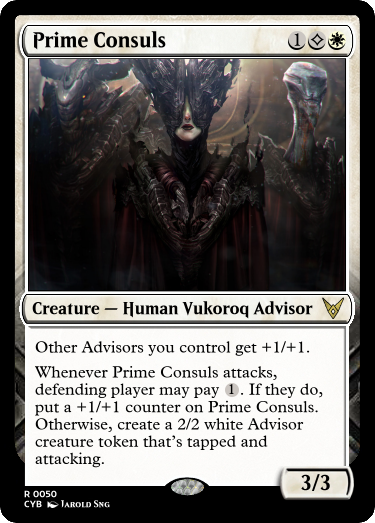 Prime Consuls 1
Creature — Human Vukoroq Advisor
Other Advisors you control get +1/+1.
Whenever Prime Consuls attacks,
defending player may pay 1. If they do,
put a +1/+1 counter on Prime Consuls.
Otherwise, create a 2/2 white Advisor
creature token that's tapped and
attacking.
3/3
R 0050
CYB Jarold Sng